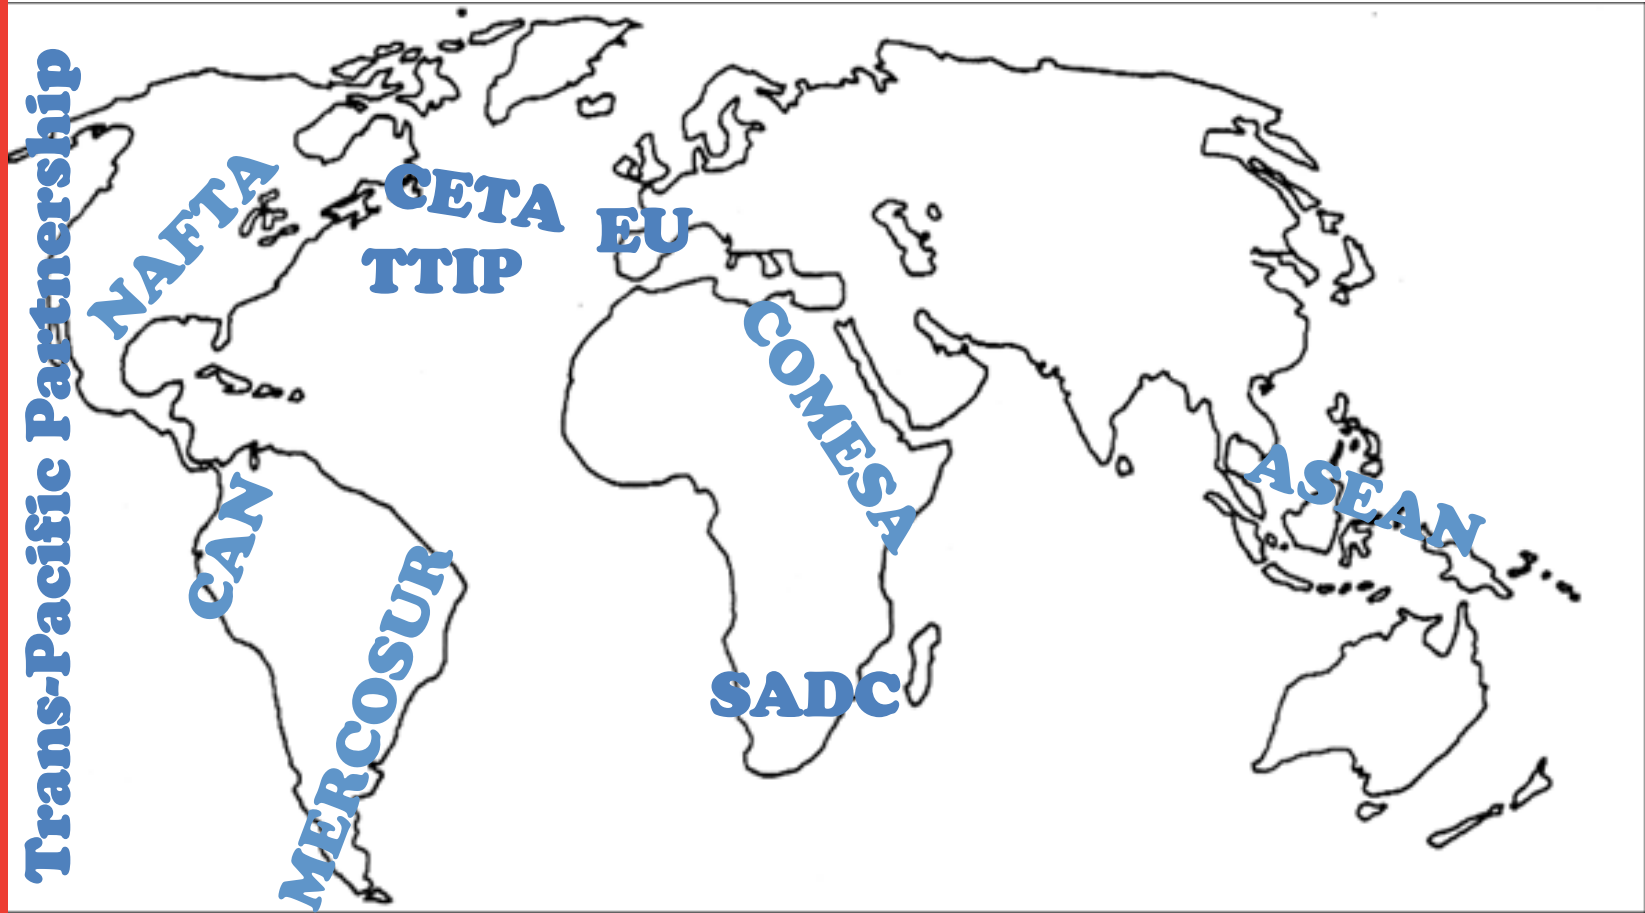 Trans-Pacific Partnership
NAFTA
CETA
TTIP
EU
COMESA
CAN
MERCOSUR
SADC
ASEAN